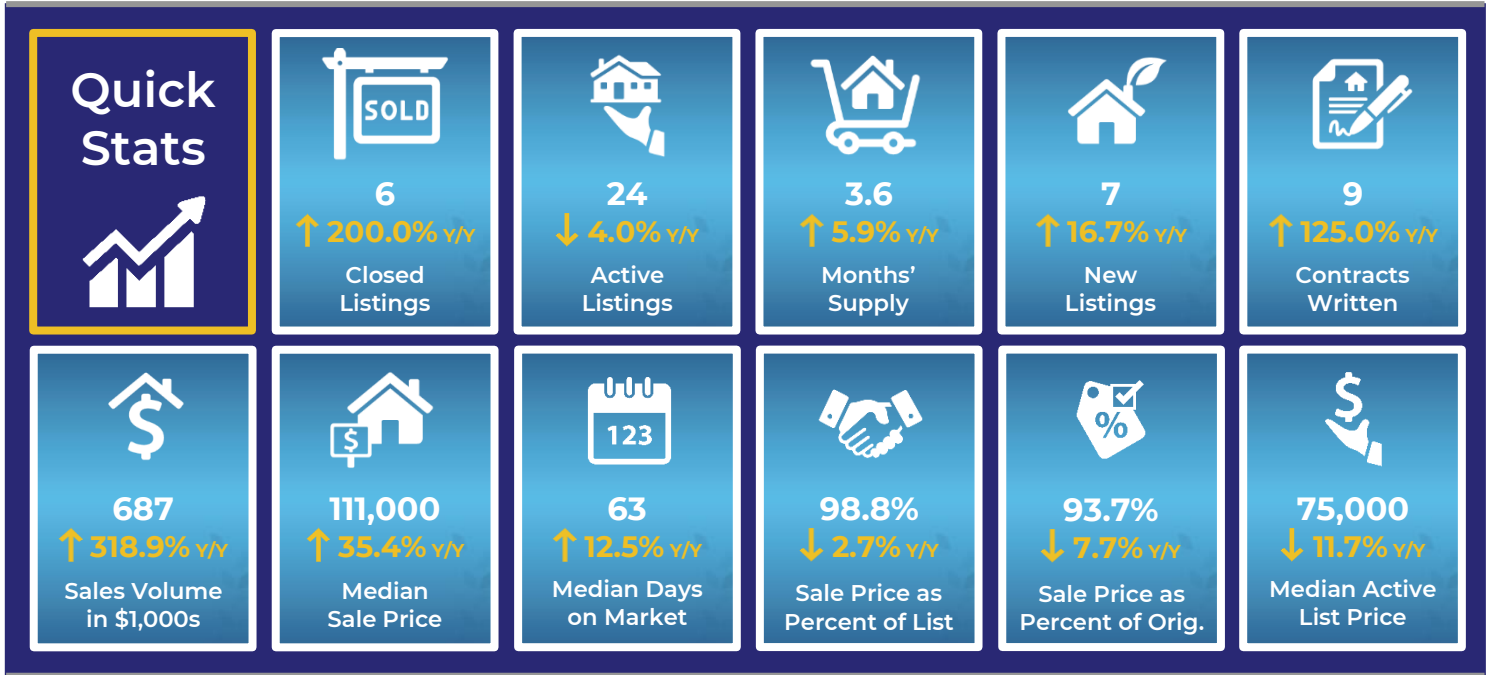 Quick
Stats
SOLD
6
↑ 200.0% Y/Y
Closed
Listings
24
↓ 4.0% Y/Y
Active
Listings
3.6
↑ 5.9% Y/Y
Months’
Supply
7
↑ 16.7% Y/Y
New
Listings
9
↑ 125.0% Y/Y
Contracts
Written
$
687
↑ 318.9% Y/Y
Sales Volume
in $1,000s
$
111,000
↑ 35.4% Y/Y
Median
Sale Price
123
63
↑ 12.5% Y/Y
Median Days
on Market
98.8%
↓ 2.7% Y/Y
Sale Price as
Percent of List
%
93.7%
↓ 7.7% Y/Y
Sale Price as
Percent of Orig.
$
75,000
↓ 11.7% Y/Y
Median Active
List Price